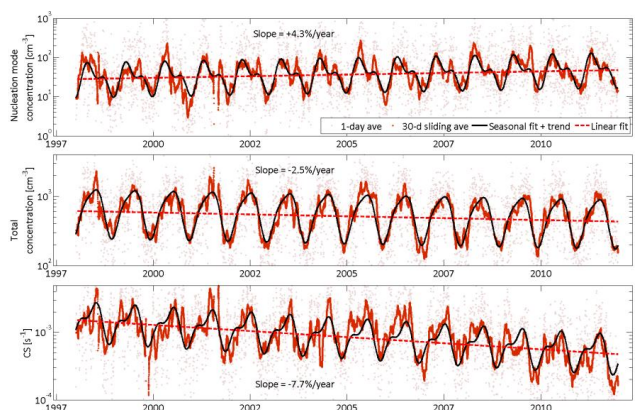 Nucleation mode
concentration [cm⁻³]
10³
10²
10¹
10⁰
Slope = +4.3%/year
1-day ave 30-d sliding ave Seasonal fit + trend Linear fit
1997 2000 2002 2005 2007 2010
Total
concentration [cm⁻³]
10⁴
10³
10²
Slope = -2.5%/year
1997 2000 2002 2005 2007 2010
CS [s⁻¹]
10⁻³
10⁻⁴
Slope = -7.7%/year
1997 2000 2002 2005 2007 2010